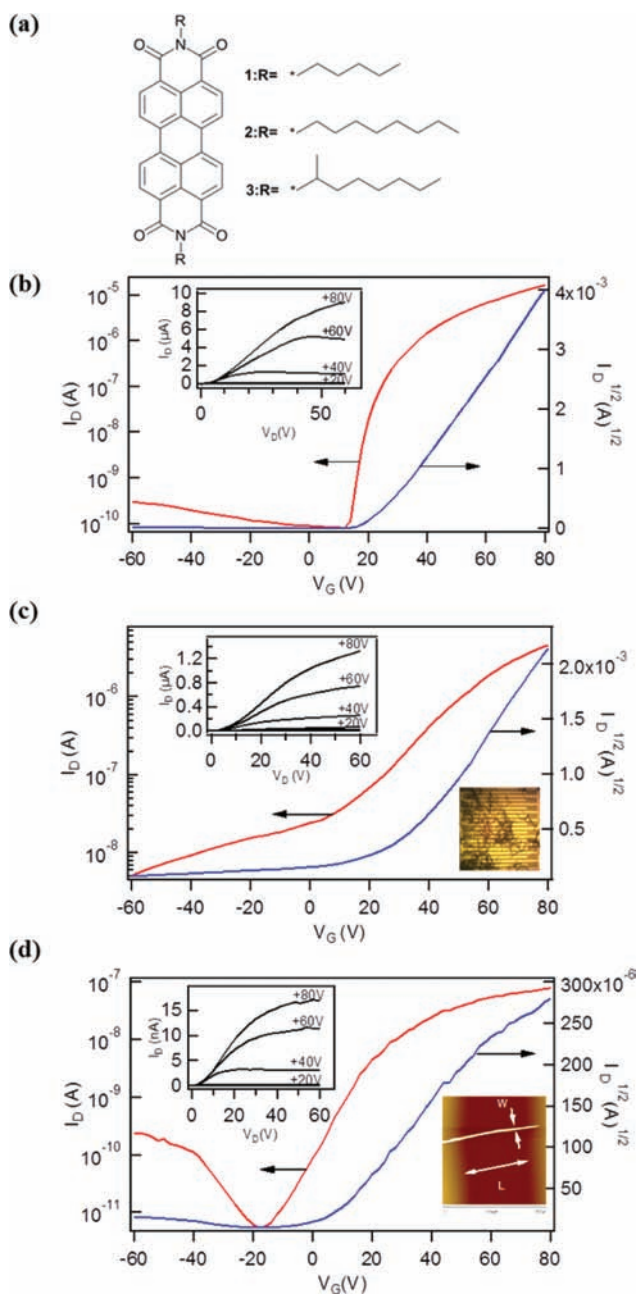 (a)
R
O N O
1:R= *
2:R= *
3:R= *
O N O
R
(b)
10
8
6
4
2
0
I_D (μA)
+80V
+60V
+40V
+20V
0 50
V_D(V)
10^-5
10^-6
10^-7
10^-8
10^-9
10^-10
I_D (A)
4x10^-3
3
2
1
0
I_D^1/2 (A)^1/2
-60 -40 -20 0 20 40 60 80
V_G (V)
(c)
1.2
0.8
0.4
0.0
I_D (μA)
+80V
+60V
+40V
+20V
0 20 40 60
V_D (V)
10^-6
10^-7
10^-8
I_D (A)
2.0x10^-3
1.5
1.0
0.5
I_D^1/2 (A)^1/2
-60 -40 -20 0 20 40 60 80
V_G (V)
(d)
15
10
5
0
I_D (nA)
+80V
+60V
+40V
+20V
0 10 20 30 40 50 60
V_D(V)
10^-7
10^-8
10^-9
10^-10
10^-11
I_D (A)
300x10^-6
250
200
150
100
50
I_D^1/2 (A)^1/2
W
L
-60 -40 -20 0 20 40 60 80
V_G(V)